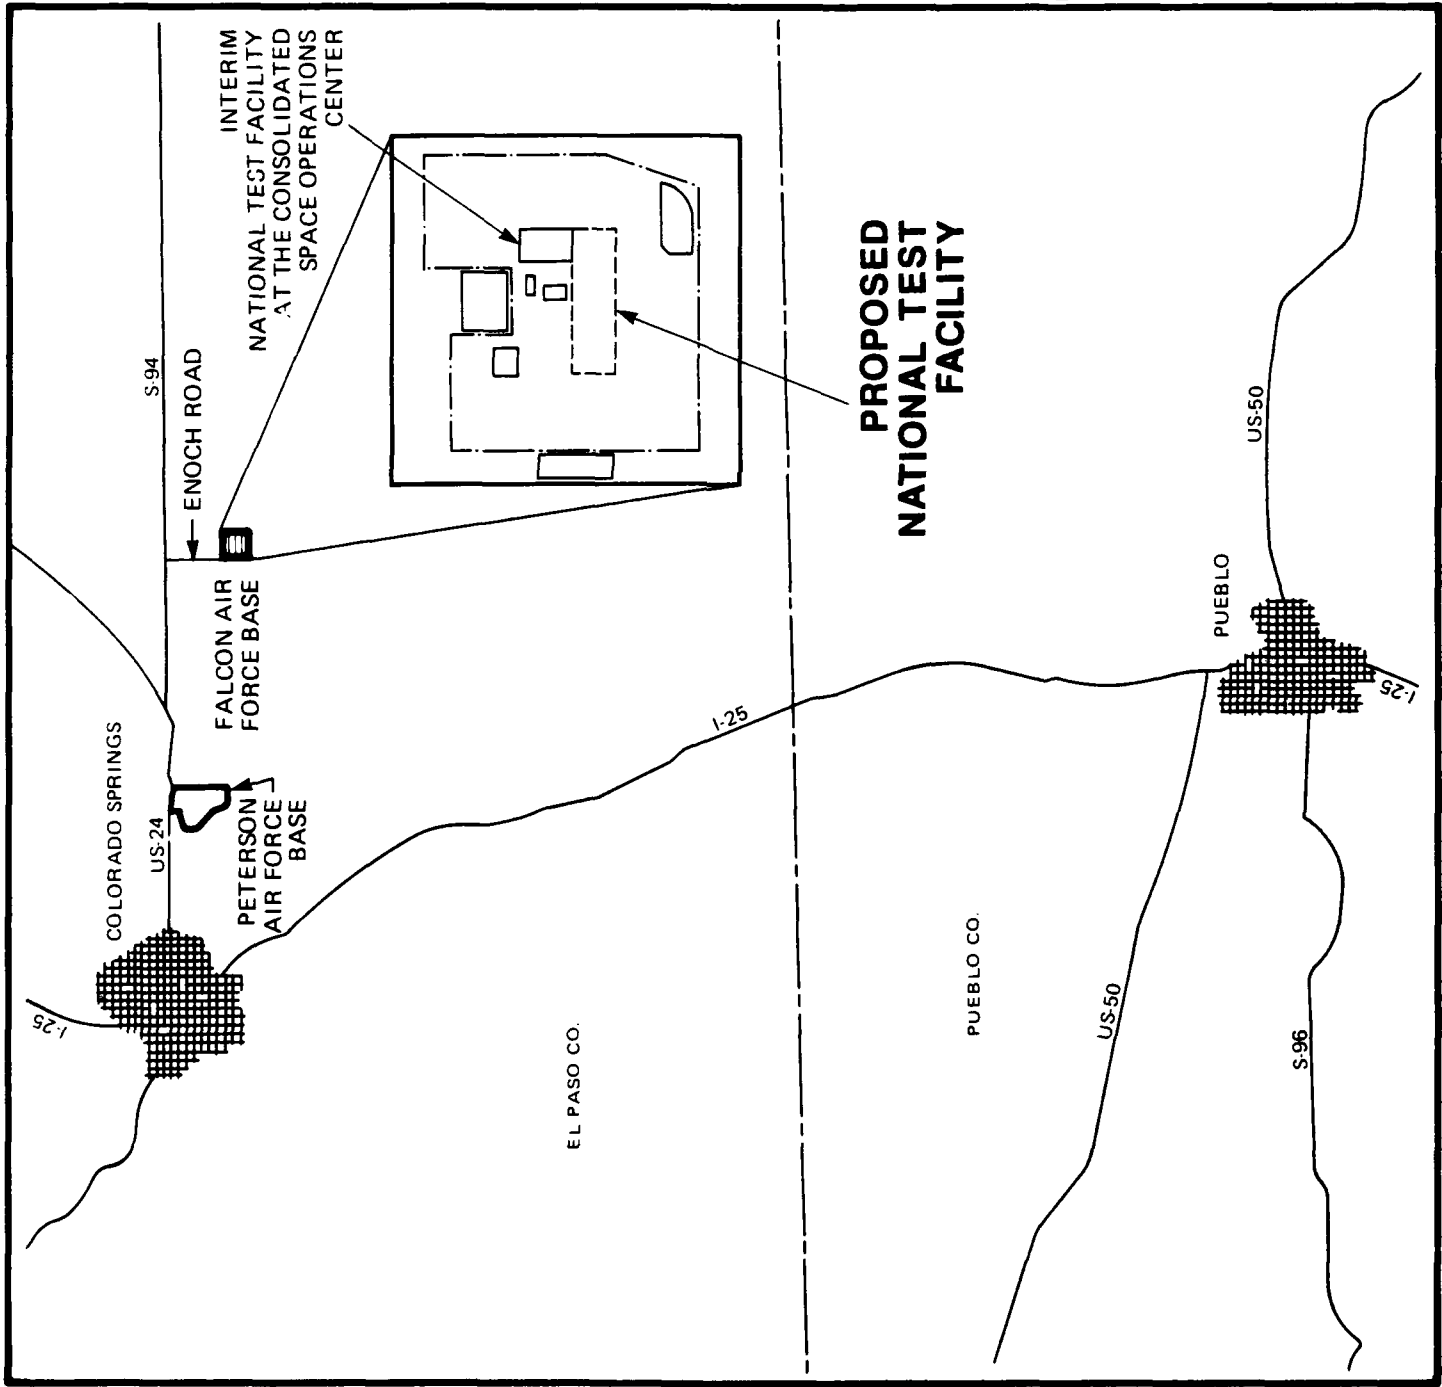 INTERIM
NATIONAL TEST FACILITY
AT THE CONSOLIDATED
SPACE OPERATIONS
CENTER
S-94
ENOCH ROAD
FALCON AIR
FORCE BASE
COLORADO SPRINGS
US-24
PETERSON
AIR FORCE
BASE
I-25
I-25
EL PASO CO.
PROPOSED
NATIONAL TEST
FACILITY
PUEBLO CO.
US-50
PUEBLO
US-50
I-25
S-96